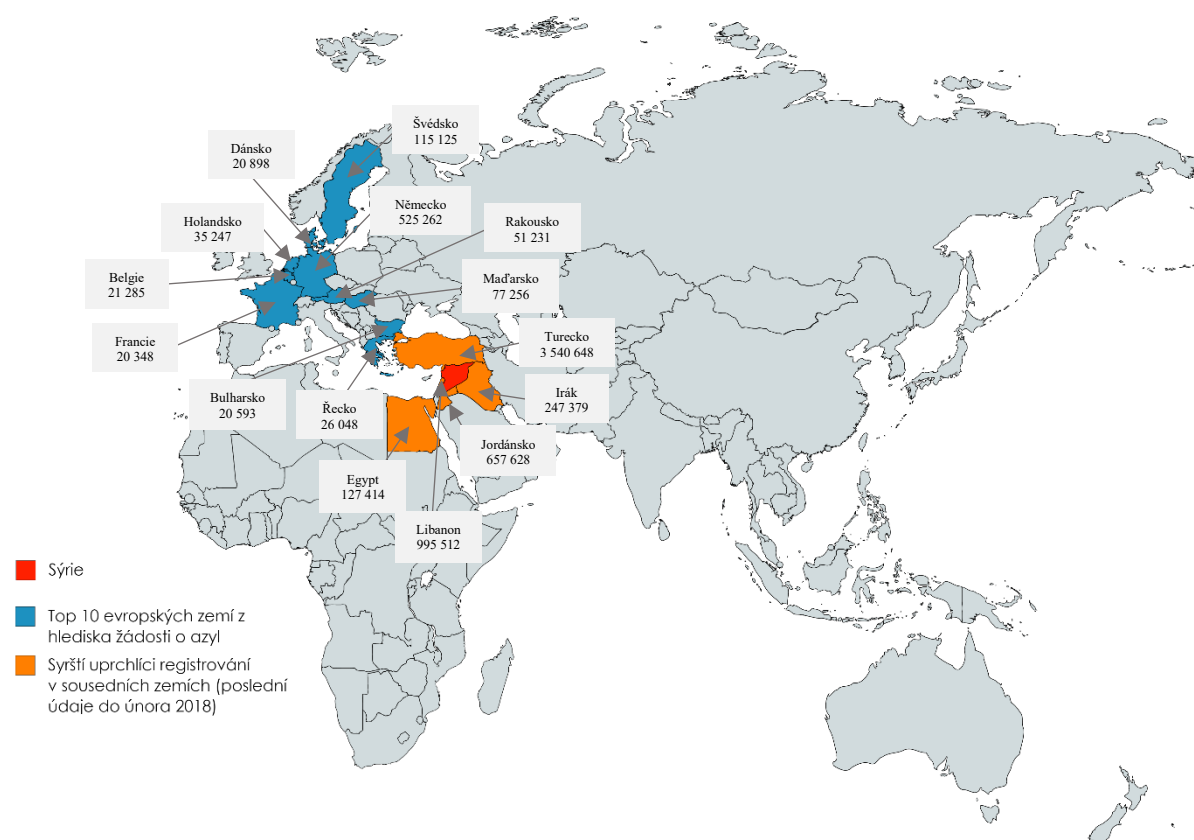 Švédsko
115 125
Dánsko
20 898
Německo
525 262
Holandsko
35 247
Rakousko
51 231
Belgie
21 285
Maďarsko
77 256
Francie
20 348
Turecko
3 540 648
Bulharsko
20 593
Řecko
26 048
Irák
247 379
Jordánsko
657 628
Egypt
127 414
Libanon
995 512
Sýrie
Top 10 evropských zemí z
hlediska žádosti o azyl
Syrští uprchlíci registrování
v sousedních zemích (poslední
údaje do února 2018)